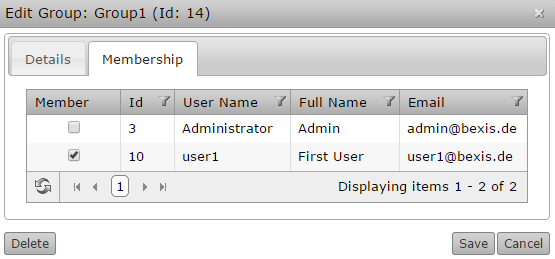 Edit Group: Group1 (Id: 14)
Details Membership
Member Id User Name Full Name Email
3 Administrator Admin admin@bexis.de
10 user1 First User user1@bexis.de
1 Displaying items 1 - 2 of 2
Delete Save Cancel